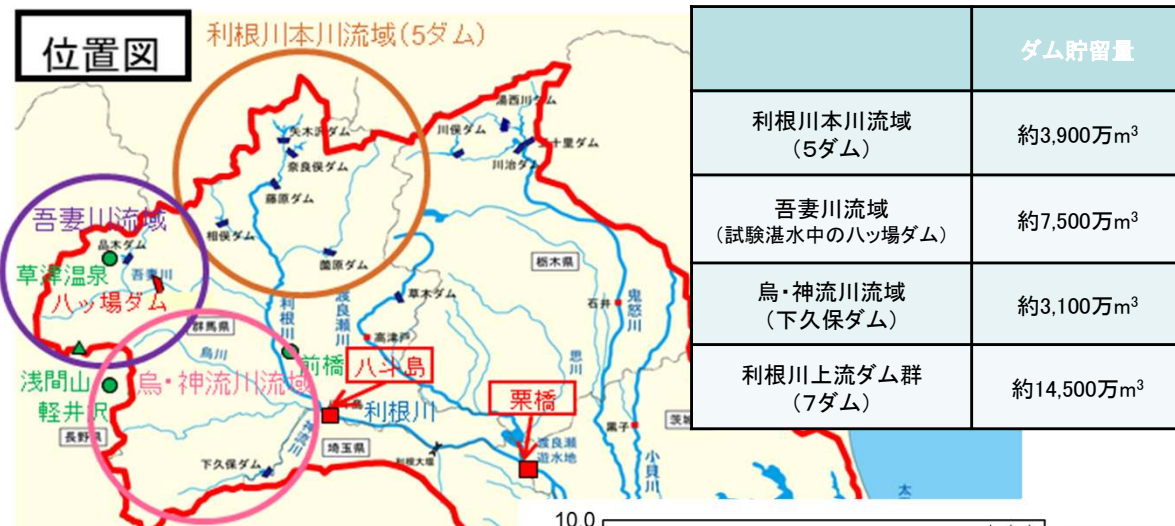 位置図
利根川本川流域(5ダム)
湯西川ダム
川俣ダム
五十里ダム
川治ダム
矢木沢ダム
奈良俣ダム
藤原ダム
相俣ダム
薗原ダム
吾妻川流域
品木ダム
草津温泉
吾妻川
八ッ場ダム
群馬県
利根川
渡良瀬川
草木ダム
高津戸
栃木県
石井
鬼怒川
思川
烏川
浅間山
軽井沢
烏・神流川流域
前橋
八斗島
利根川
栗橋
長野県
下久保ダム
神流川
埼玉県
利根大堰
渡良瀬
遊水地
黒子
小貝川
茨城
太
ダム貯留量
利根川本川流域
(5ダム)
約3,900万m³
吾妻川流域
(試験湛水中の八ッ場ダム)
約7,500万m³
烏・神流川流域
(下久保ダム)
約3,100万m³
利根川上流ダム群
(7ダム)
約14,500万m³
10.0